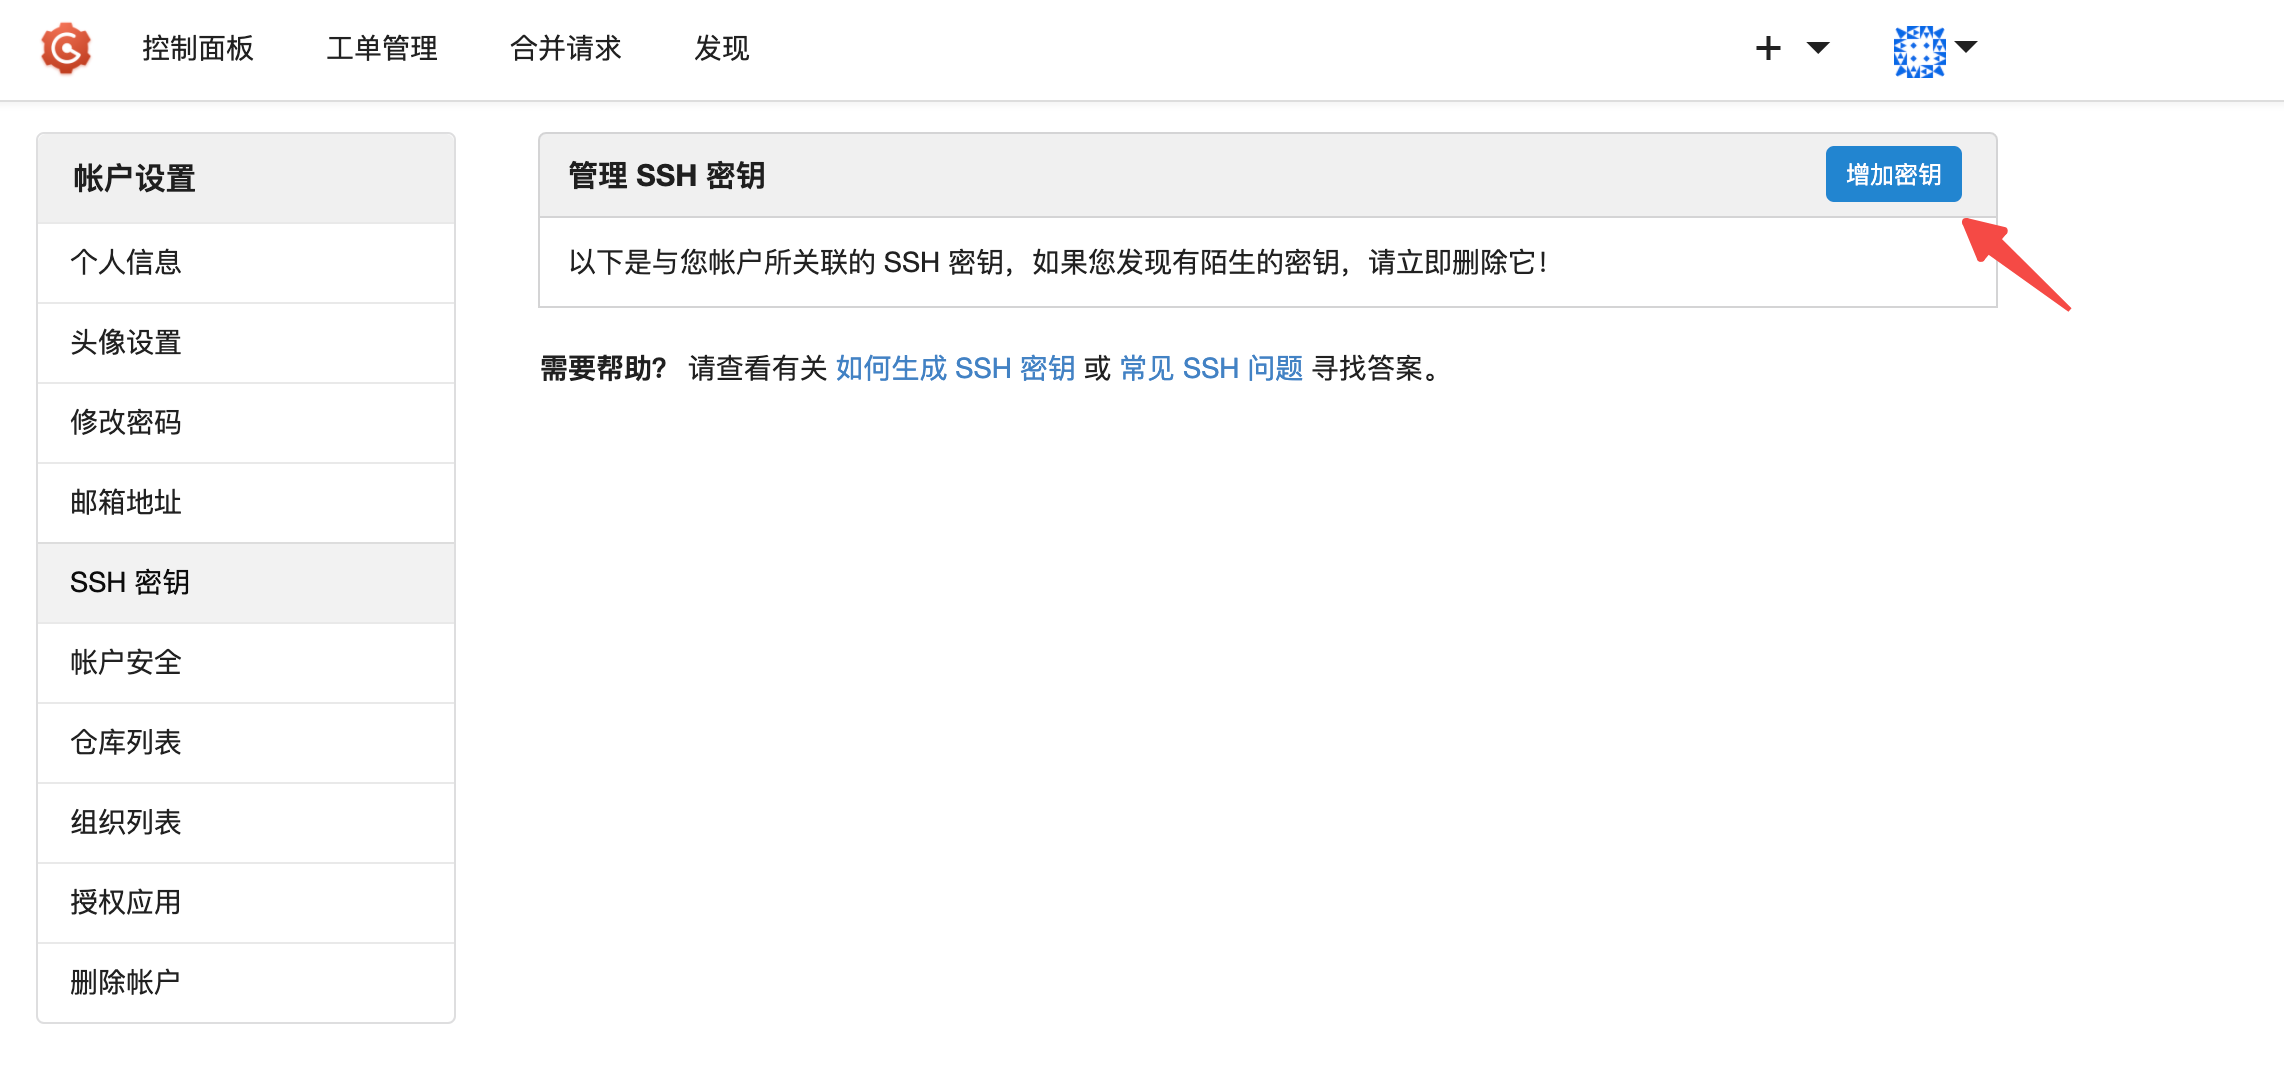 控制面板 工单管理 合并请求 发现
帐户设置
个人信息
头像设置
修改密码
邮箱地址
SSH 密钥
帐户安全
仓库列表
组织列表
授权应用
删除帐户
管理 SSH 密钥 增加密钥
以下是与您帐户所关联的 SSH 密钥，如果您发现有陌生的密钥，请立即删除它！
需要帮助？ 请查看有关 如何生成 SSH 密钥 或 常见 SSH 问题 寻找答案。